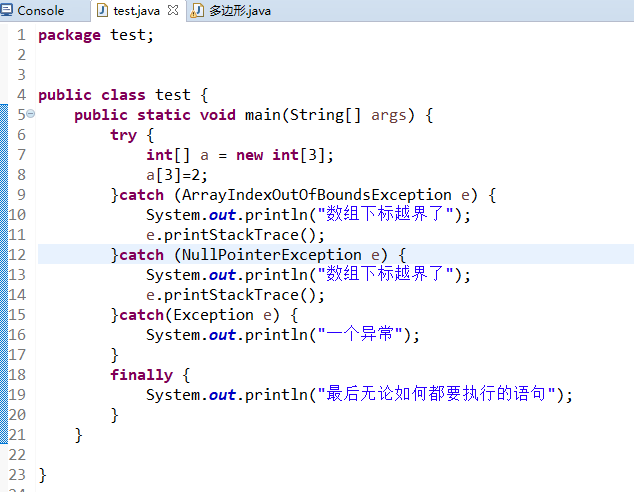 Console test.java 多边形.java
1 package test;
2
3
4 public class test {
5 public static void main(String[] args) {
6 try {
7 int[] a = new int[3];
8 a[3]=2;
9 }catch (ArrayIndexOutOfBoundsException e) {
10 System.out.println("数组下标越界了");
11 e.printStackTrace();
12 }catch (NullPointerException e) {
13 System.out.println("数组下标越界了");
14 e.printStackTrace();
15 }catch(Exception e) {
16 System.out.println("一个异常");
17 }
18 finally {
19 System.out.println("最后无论如何都要执行的语句");
20 }
21 }
22
23 }